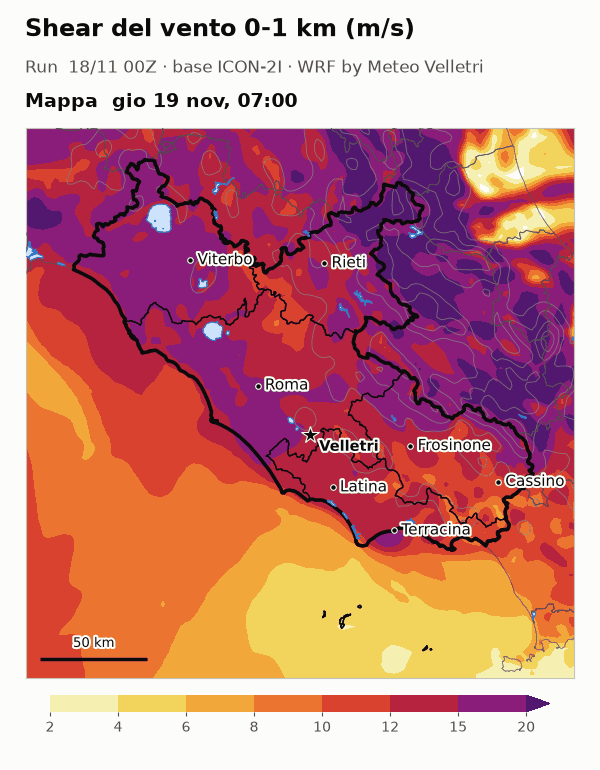 Shear del vento 0-1 km (m/s)
Run  18/11 00Z · base ICON-2I · WRF by Meteo Velletri
Mappa  gio 19 nov, 07:00
Viterbo
Rieti
Roma
Velletri
Frosinone
Latina
Cassino
Terracina
50 km
2 4 6 8 10 12 15 20